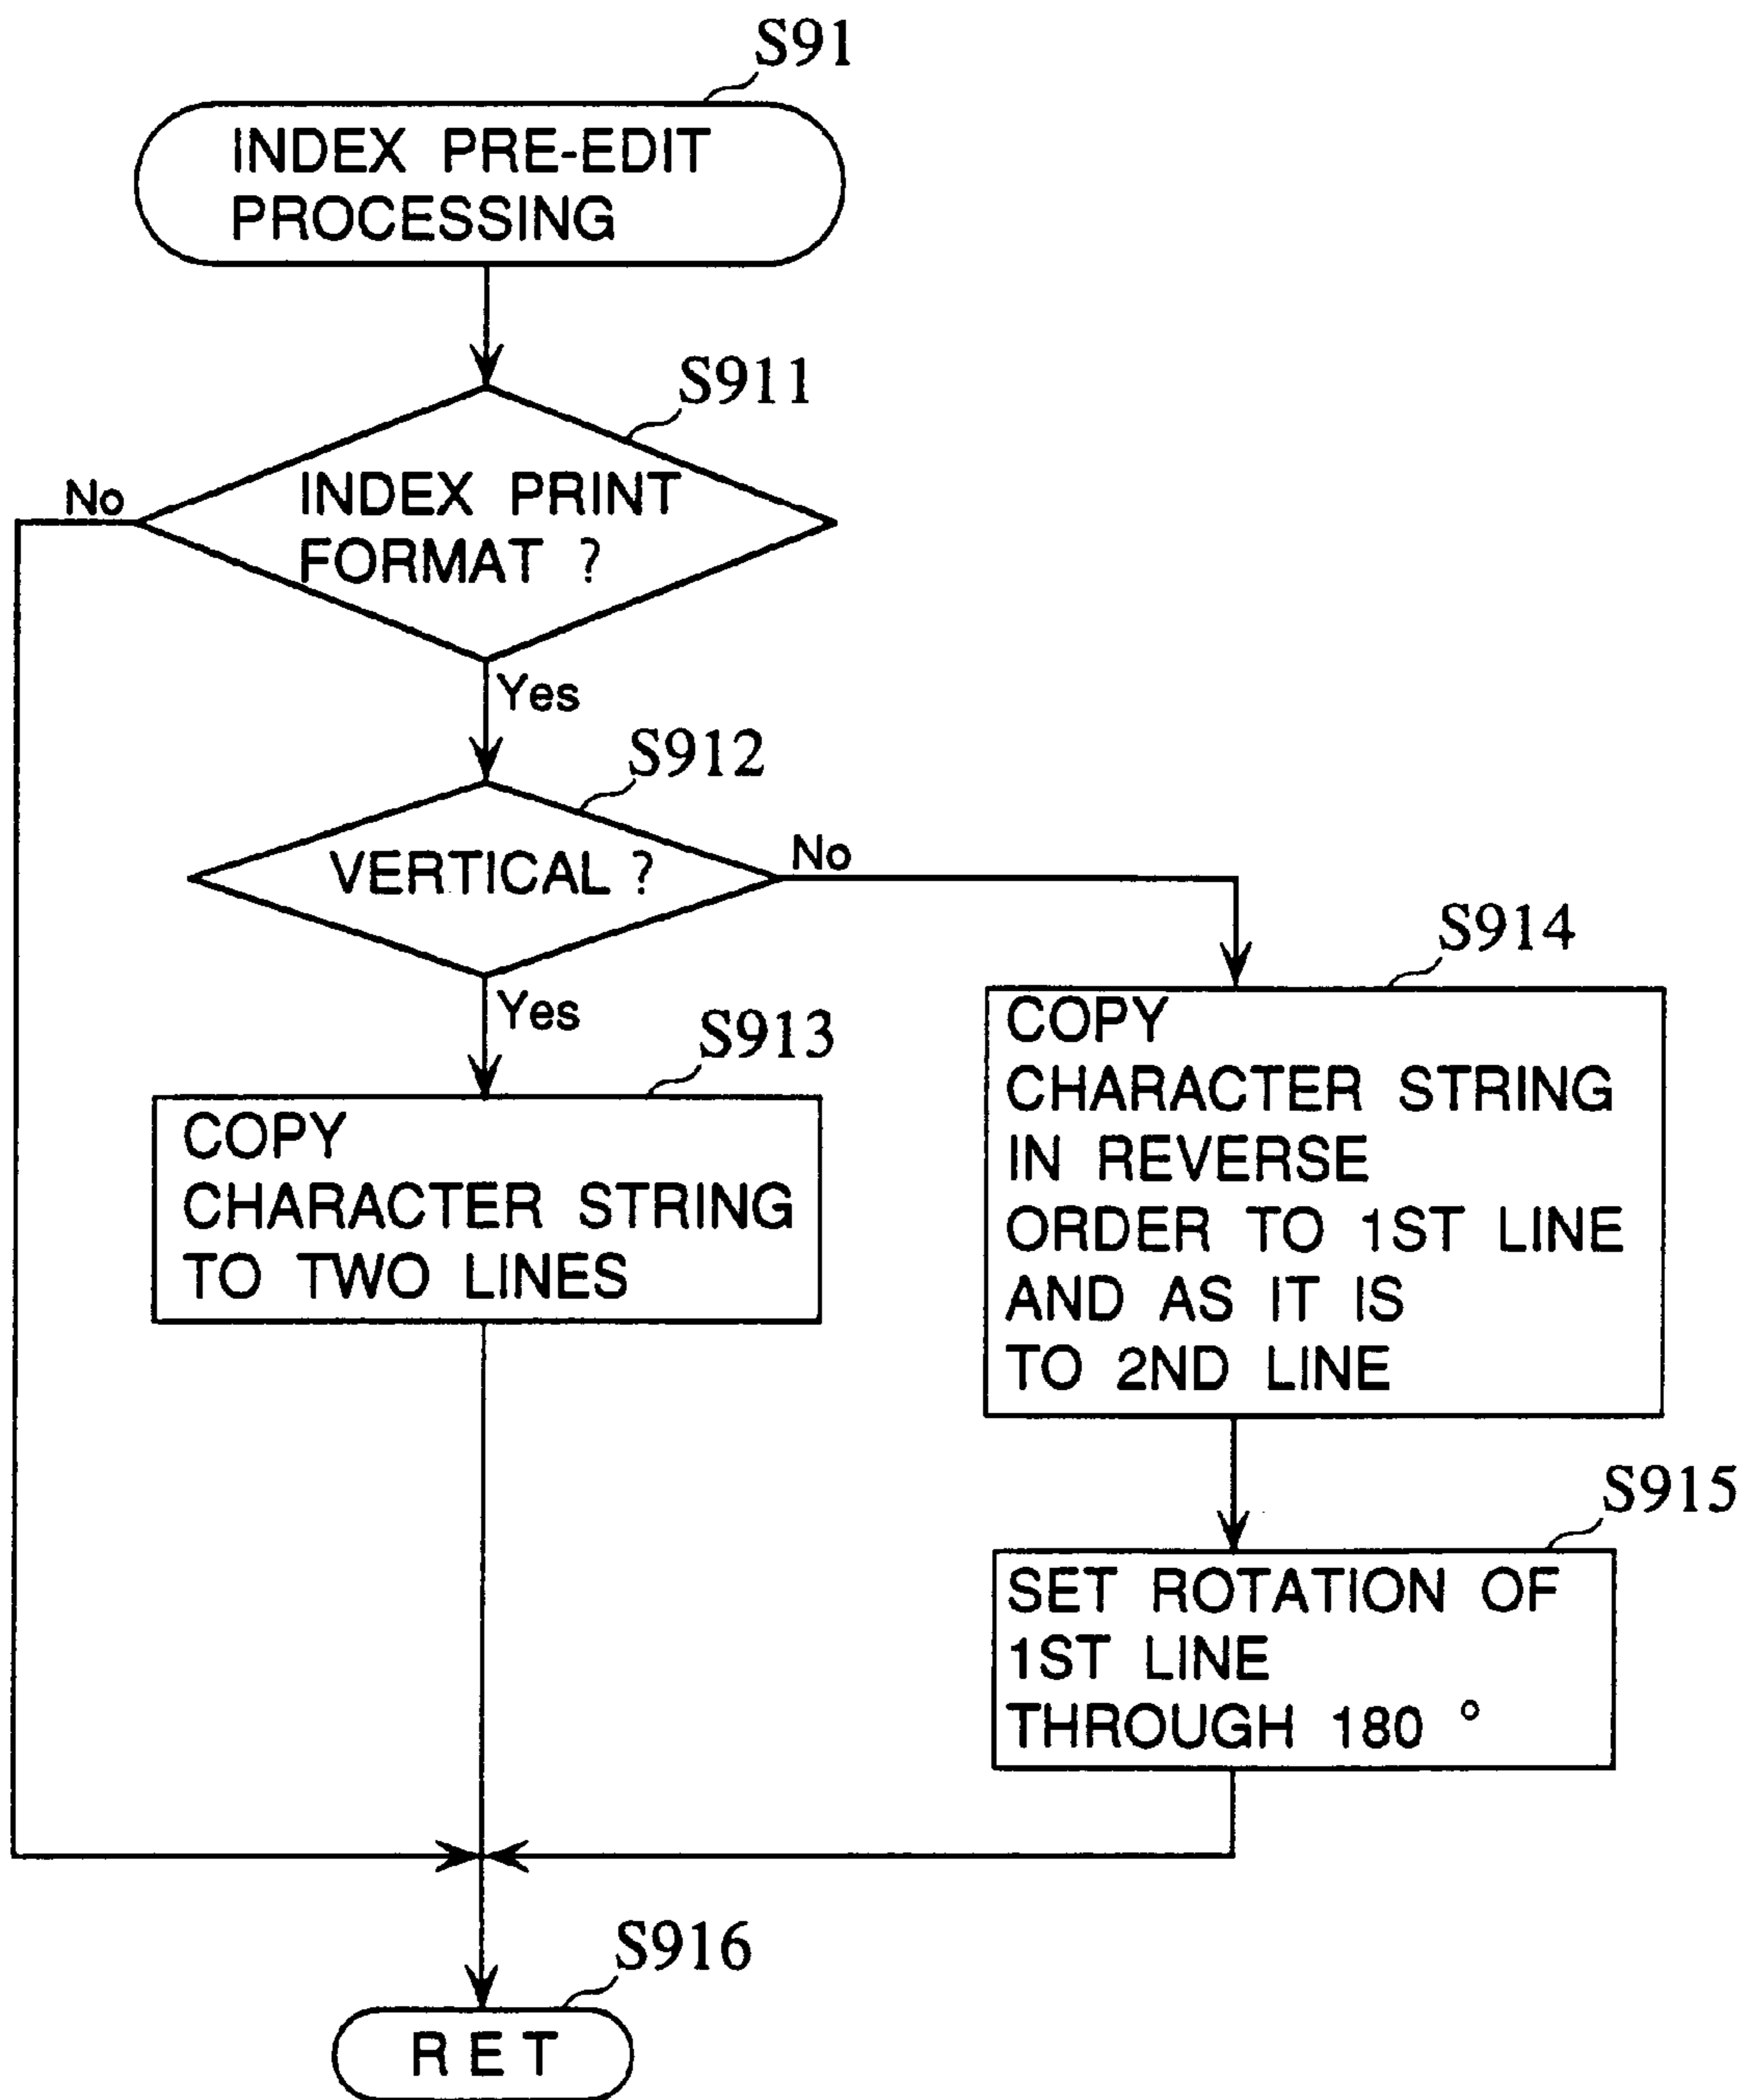 S91
INDEX PRE-EDIT
PROCESSING
S911
No
INDEX PRINT
FORMAT ?
Yes
S912
VERTICAL ?
No
Yes
S913
COPY
CHARACTER STRING
TO TWO LINES
S914
COPY
CHARACTER STRING
IN REVERSE
ORDER TO 1ST LINE
AND AS IT IS
TO 2ND LINE
S915
SET ROTATION OF
1ST LINE
THROUGH 180 °
S916
RET